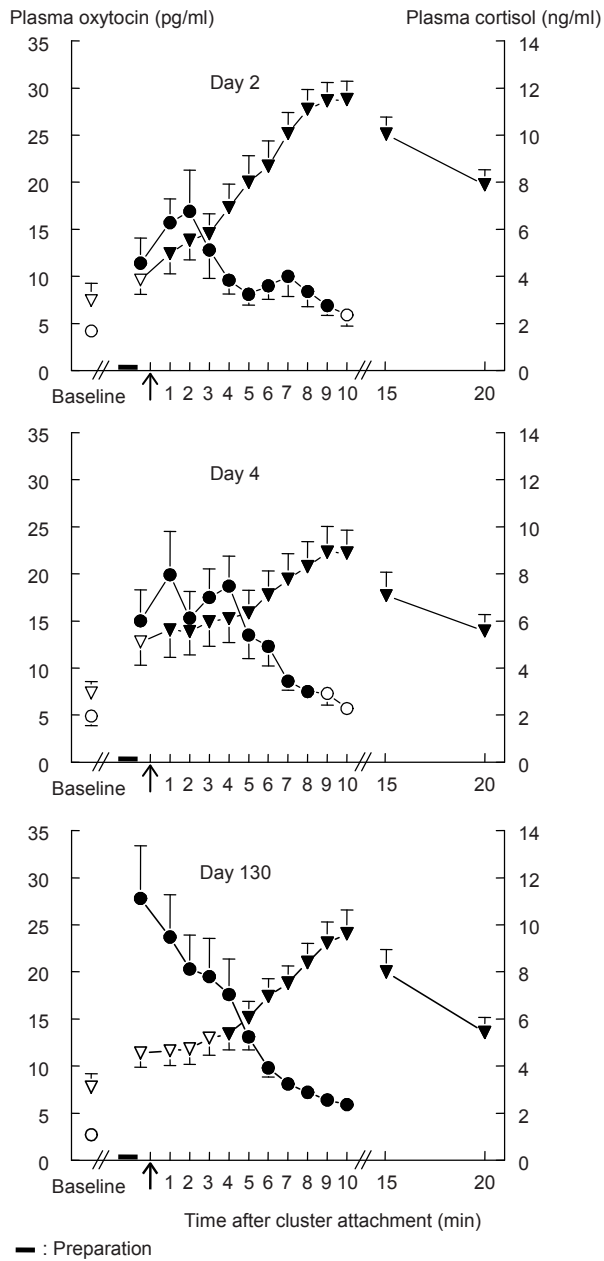 Plasma oxytocin (pg/ml) Plasma cortisol (ng/ml)
35 14
Day 2
30 12
25 10
20 8
15 6
10 4
5 2
0 0
Baseline 1 2 3 4 5 6 7 8 9 10 15 20
35 14
Day 4
30 12
25 10
20 8
15 6
10 4
5 2
0 0
Baseline 1 2 3 4 5 6 7 8 9 10 15 20
35 14
Day 130
30 12
25 10
20 8
15 6
10 4
5 2
0 0
Baseline 1 2 3 4 5 6 7 8 9 10 15 20
Time after cluster attachment (min)
: Preparation